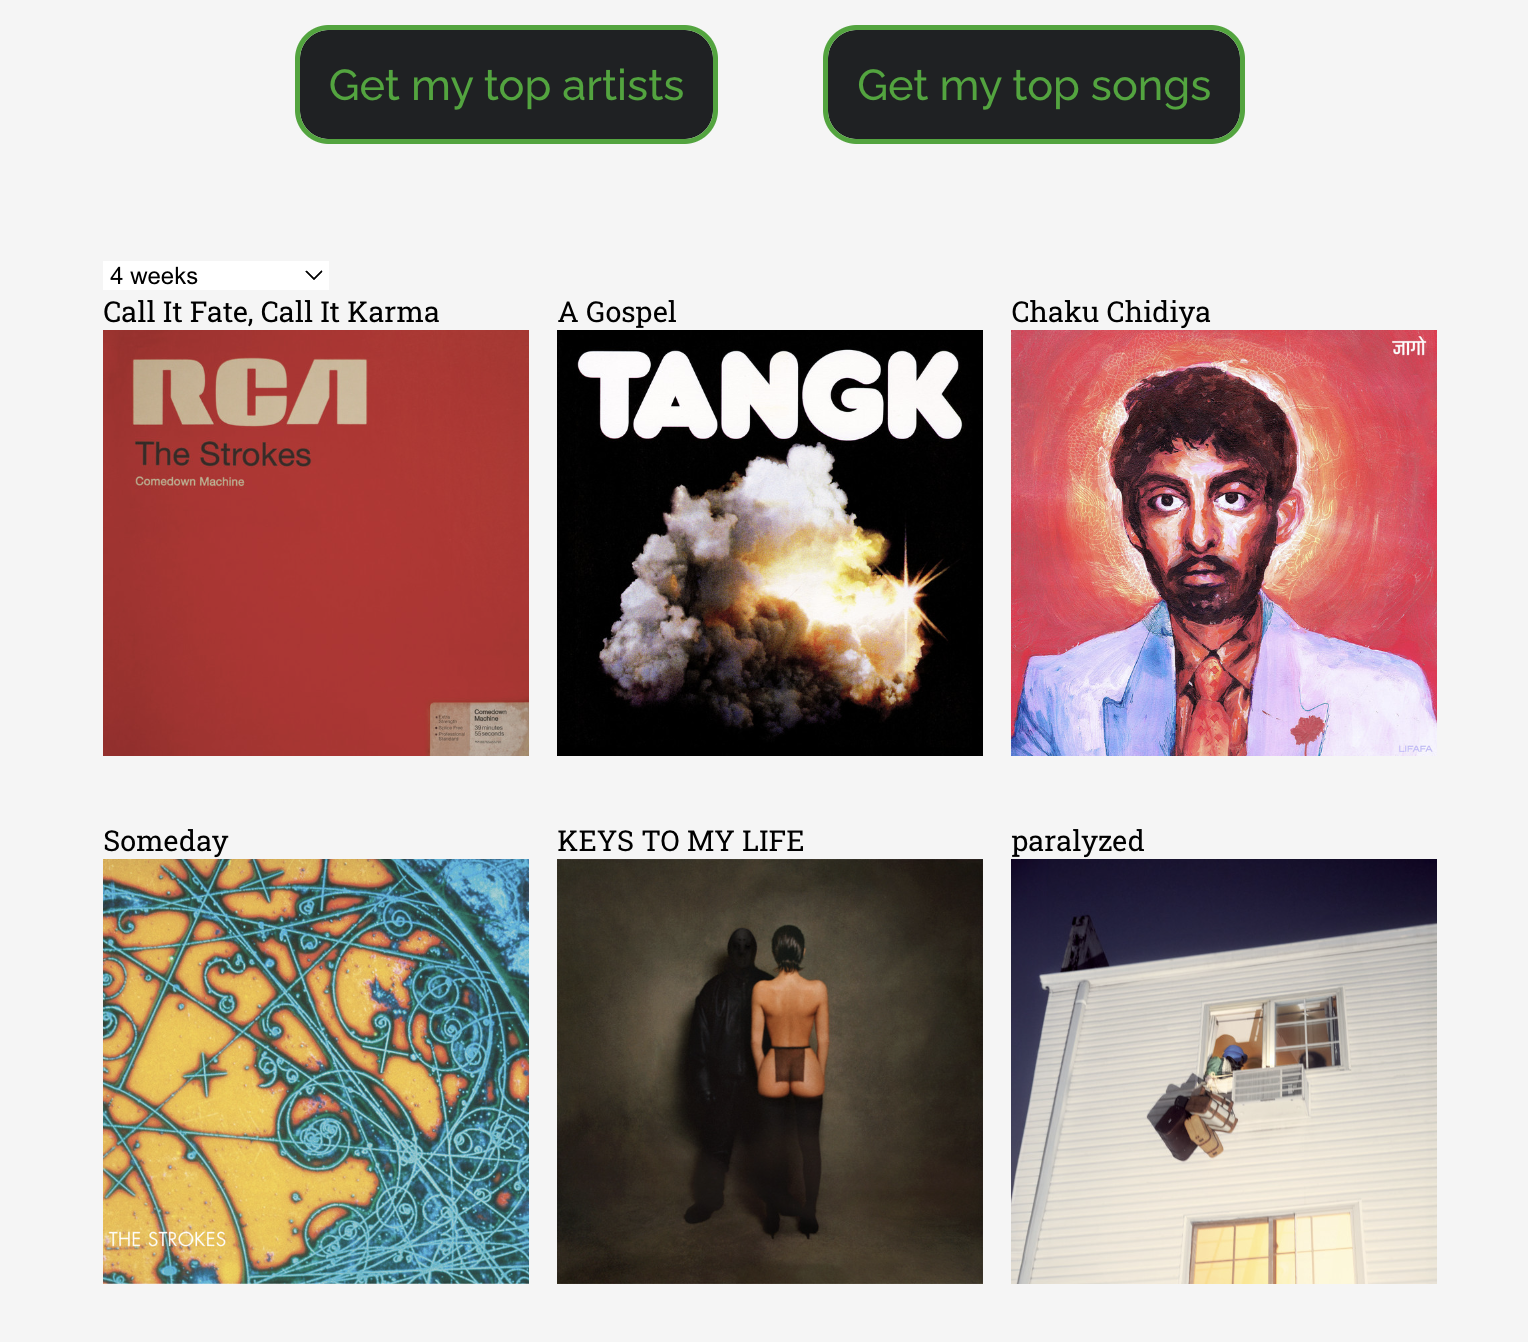 Get my top artists
Get my top songs
4 weeks
Call It Fate, Call It Karma
A Gospel
Chaku Chidiya
RCA
The Strokes
Comedown Machine
Comedown
Machine
39 minutes
55 seconds
TANGK
जागो
LIFAFA
Someday
KEYS TO MY LIFE
paralyzed
THE STROKES